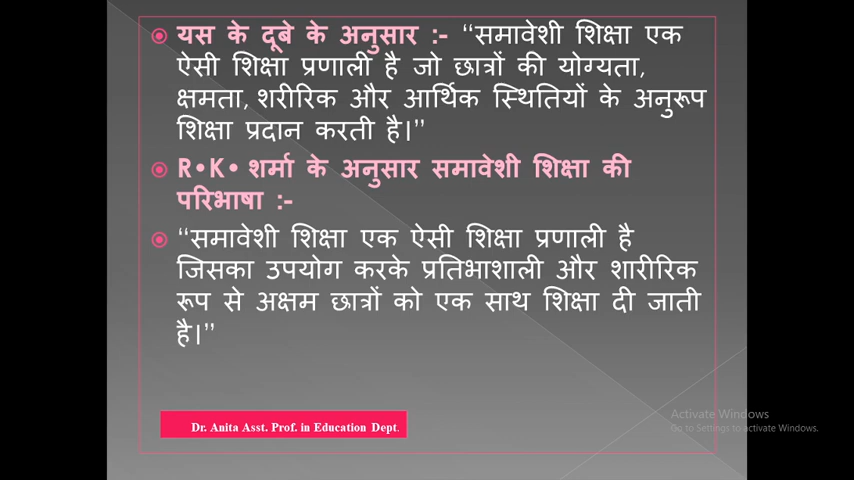 यस के दूबे के अनुसार :- “समावेशी शिक्षा एक
ऐसी शिक्षा प्रणाली है जो छात्रों की योग्यता,
क्षमता, शरीरिक और आर्थिक स्थितियों के अनुरूप
शिक्षा प्रदान करती है।”
R•K• शर्मा के अनुसार समावेशी शिक्षा की
परिभाषा :-
“समावेशी शिक्षा एक ऐसी शिक्षा प्रणाली है
जिसका उपयोग करके प्रतिभाशाली और शारीरिक
रूप से अक्षम छात्रों को एक साथ शिक्षा दी जाती
है।”
Dr. Anita Asst. Prof. in Education Dept.
Activate Windows
Go to Settings to activate Windows.